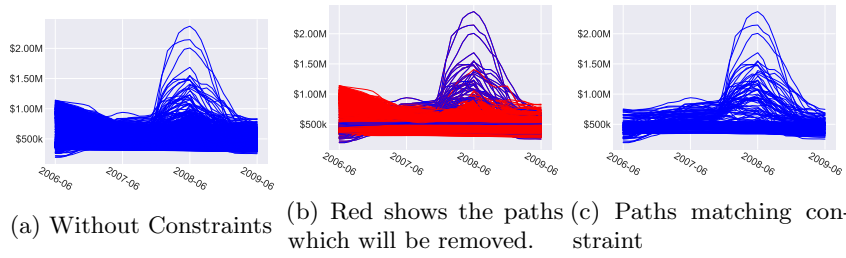 $2.00M
$1.50M
$1.00M
$500k
2006-06
2007-06
2008-06
2009-06
(a) Without Constraints
$2.00M
$1.50M
$1.00M
$500k
2006-06
2007-06
2008-06
2009-06
(b) Red shows the paths
which will be removed.
$2.00M
$1.50M
$1.00M
$500k
2006-06
2007-06
2008-06
2009-06
(c) Paths matching con-
straint